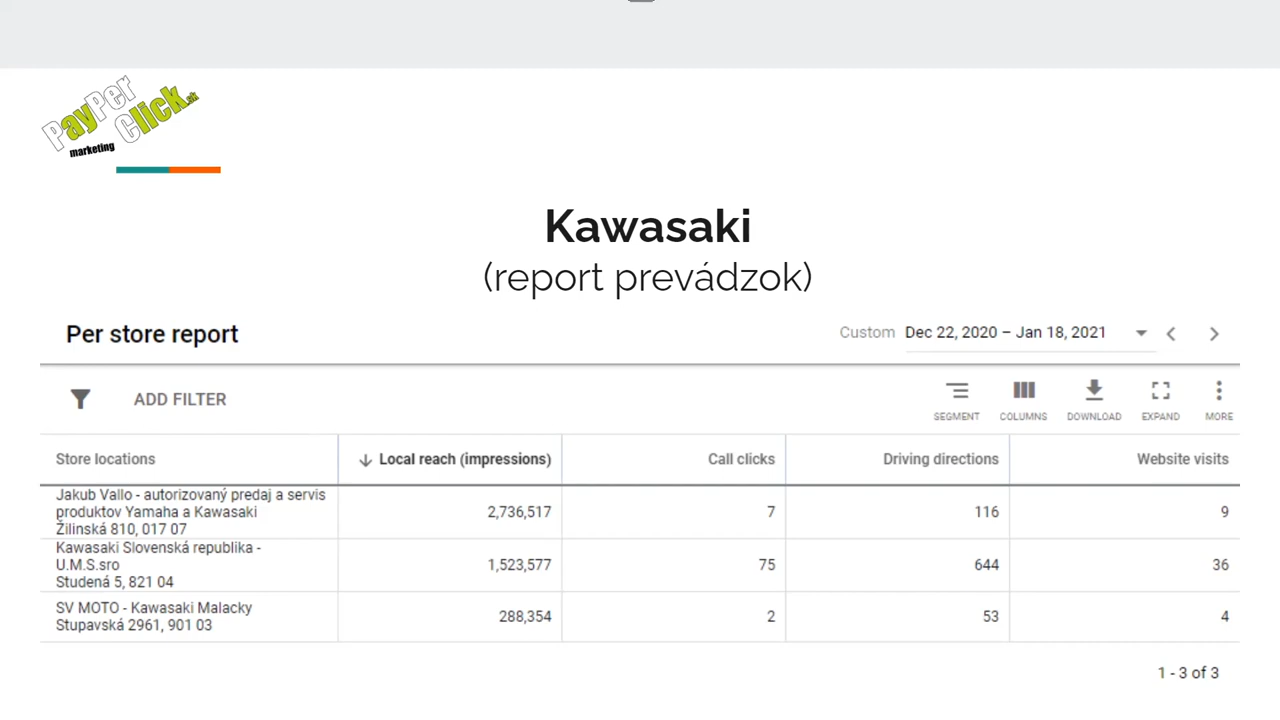 PayPer
Click.sk
marketing
Kawasaki
(report prevádzok)
Per store report
Custom Dec 22, 2020 – Jan 18, 2021
ADD FILTER
SEGMENT COLUMNS DOWNLOAD EXPAND MORE
Store locations Local reach (impressions) Call clicks Driving directions Website visits
Jakub Vallo - autorizovaný predaj a servis
produktov Yamaha a Kawasaki
Žilinská 810, 017 07
2,736,517 7 116 9
Kawasaki Slovenská republika -
U.M.S.sro
Studená 5, 821 04
1,523,577 75 644 36
SV MOTO - Kawasaki Malacky
Stupavská 2961, 901 03
288,354 2 53 4
1 - 3 of 3